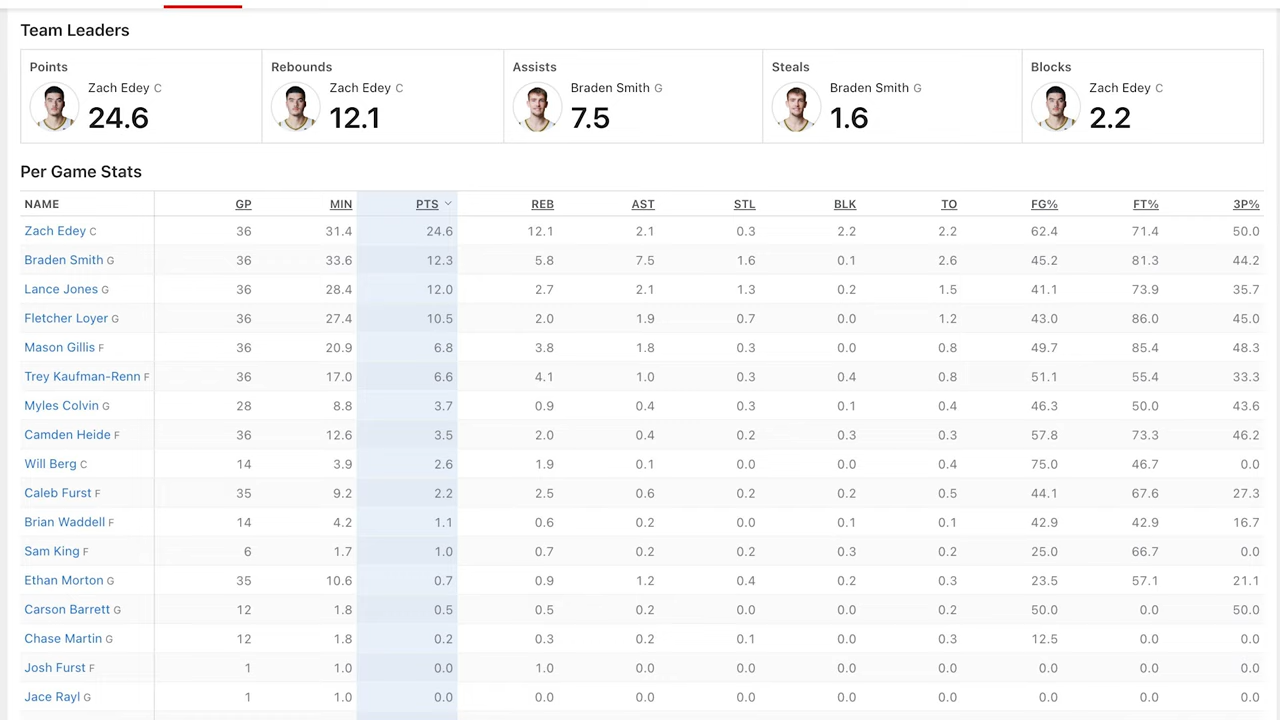 Team Leaders
Points Rebounds Assists Steals Blocks
Zach Edey C Zach Edey C Braden Smith G Braden Smith G Zach Edey C
24.6 12.1 7.5 1.6 2.2
Per Game Stats
NAME GP MIN PTS REB AST STL BLK TO FG% FT% 3P%
Zach Edey C 36 31.4 24.6 12.1 2.1 0.3 2.2 2.2 62.4 71.4 50.0
Braden Smith G 36 33.6 12.3 5.8 7.5 1.6 0.1 2.6 45.2 81.3 44.2
Lance Jones G 36 28.4 12.0 2.7 2.1 1.3 0.2 1.5 41.1 73.9 35.7
Fletcher Loyer G 36 27.4 10.5 2.0 1.9 0.7 0.0 1.2 43.0 86.0 45.0
Mason Gillis F 36 20.9 6.8 3.8 1.8 0.3 0.0 0.8 49.7 85.4 48.3
Trey Kaufman-Renn F 36 17.0 6.6 4.1 1.0 0.3 0.4 0.8 51.1 55.4 33.3
Myles Colvin G 28 8.8 3.7 0.9 0.4 0.3 0.1 0.4 46.3 50.0 43.6
Camden Heide F 36 12.6 3.5 2.0 0.4 0.2 0.3 0.3 57.8 73.3 46.2
Will Berg C 14 3.9 2.6 1.9 0.1 0.0 0.0 0.4 75.0 46.7 0.0
Caleb Furst F 35 9.2 2.2 2.5 0.6 0.2 0.2 0.5 44.1 67.6 27.3
Brian Waddell F 14 4.2 1.1 0.6 0.2 0.0 0.1 0.1 42.9 42.9 16.7
Sam King F 6 1.7 1.0 0.7 0.2 0.2 0.3 0.2 25.0 66.7 0.0
Ethan Morton G 35 10.6 0.7 0.9 1.2 0.4 0.2 0.3 23.5 57.1 21.1
Carson Barrett G 12 1.8 0.5 0.5 0.2 0.0 0.0 0.2 50.0 0.0 50.0
Chase Martin G 12 1.8 0.2 0.3 0.2 0.1 0.0 0.3 12.5 0.0 0.0
Josh Furst F 1 1.0 0.0 1.0 0.0 0.0 0.0 0.0 0.0 0.0 0.0
Jace Rayl G 1 1.0 0.0 0.0 0.0 0.0 0.0 0.0 0.0 0.0 0.0